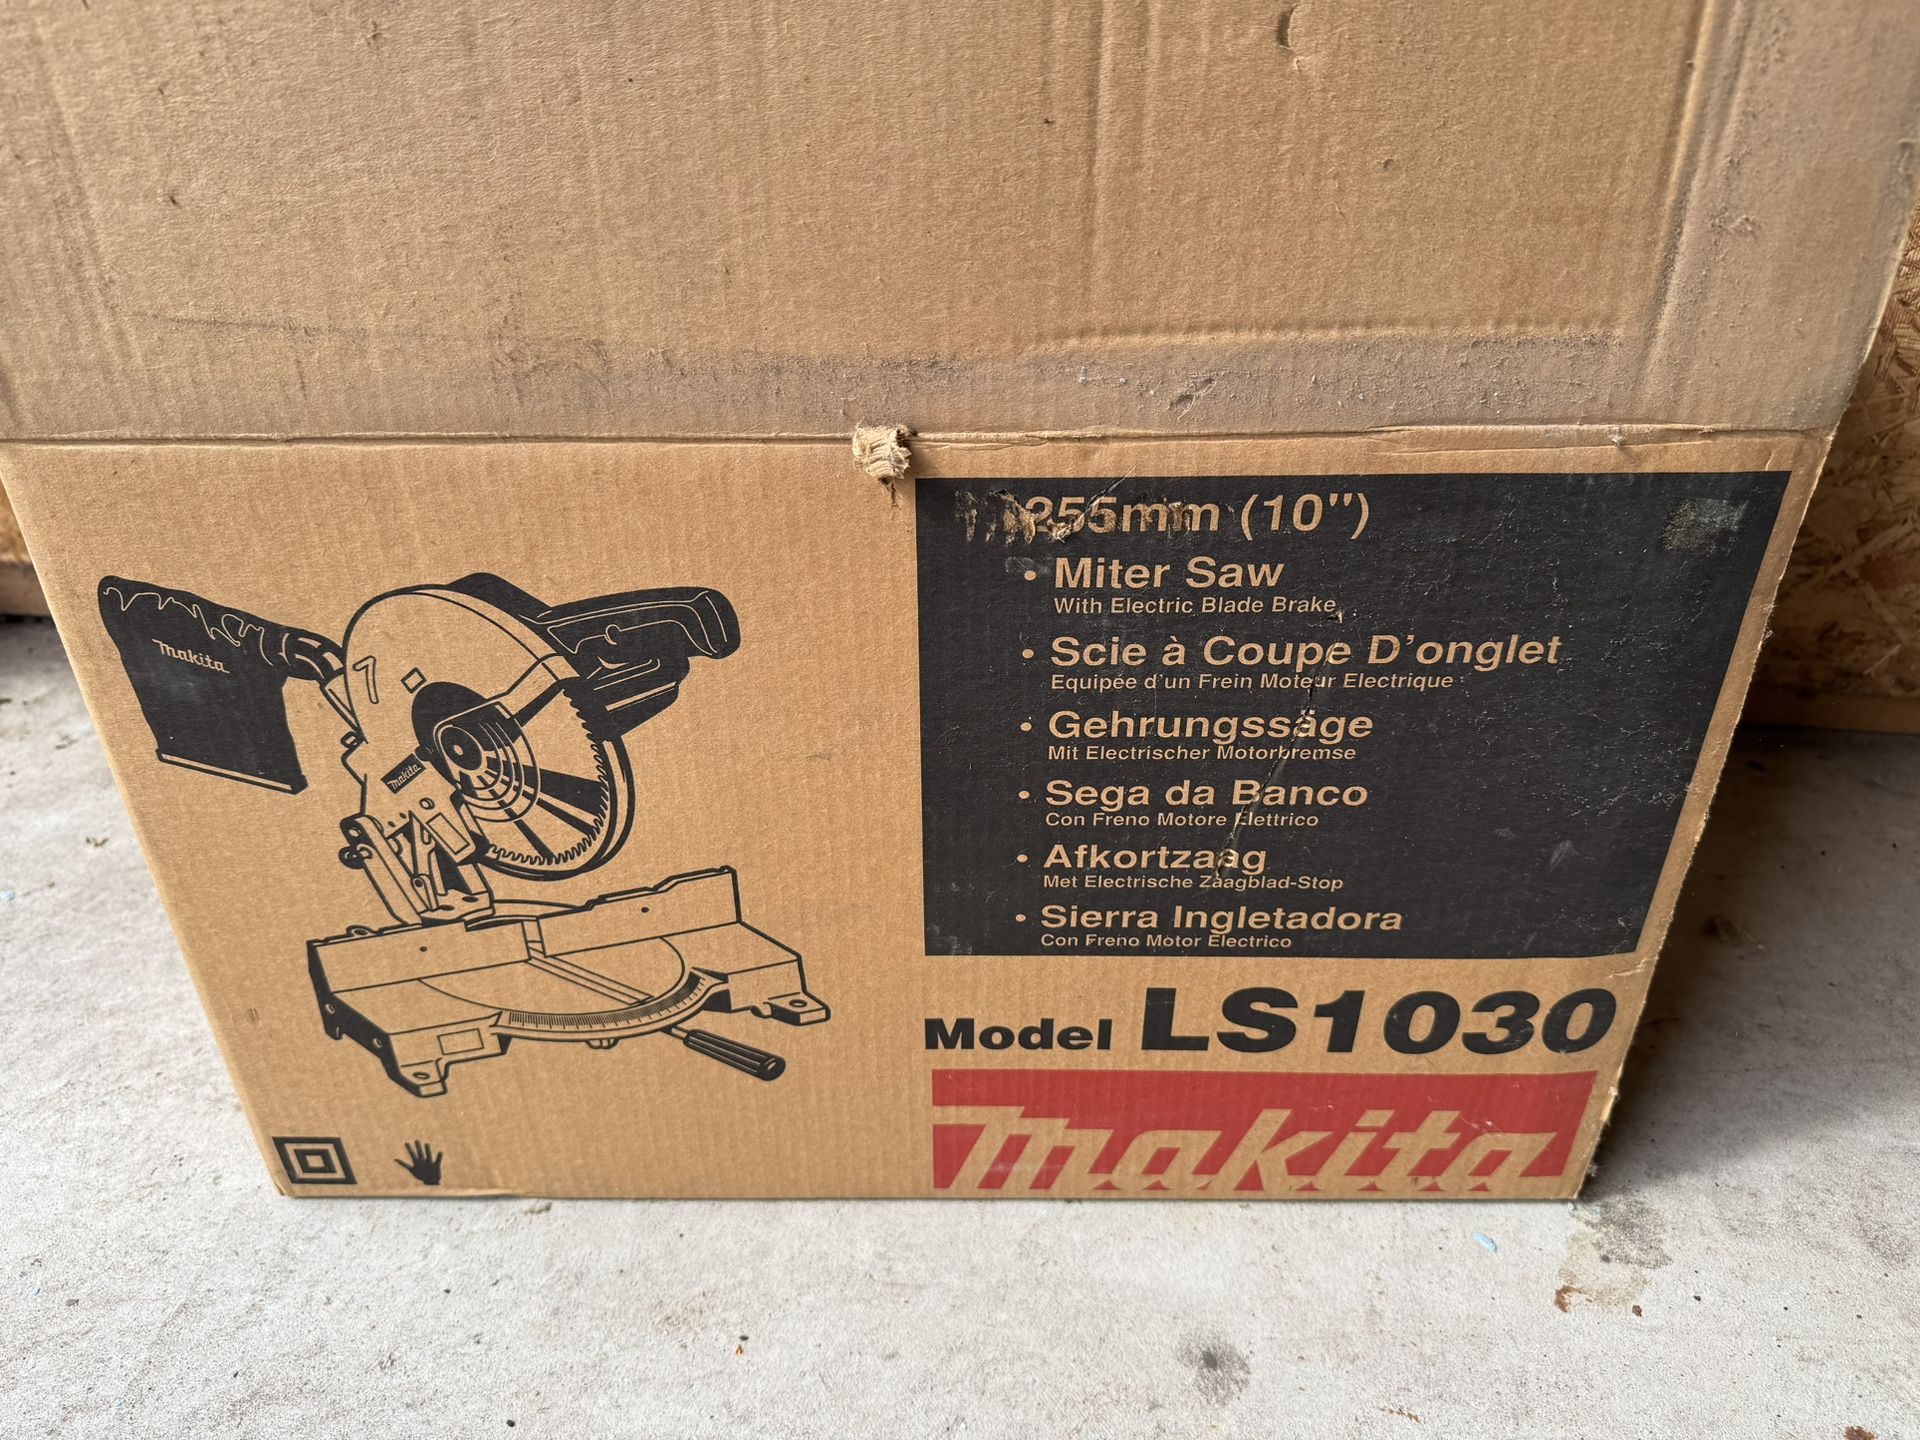 255mm (10")
• Miter Saw
With Electric Blade Brake
• Scie à Coupe D'onglet
Equipée d'un Frein Moteur Electrique
• Gehrungssäge
Mit Electrischer Motorbremse
• Sega da Banco
Con Freno Motore Elettrico
• Afkortzaag
Met Electrische Zaagblad-Stop
• Sierra Ingletadora
Con Freno Motor Electrico
Model LS1030
makita
makita
makita